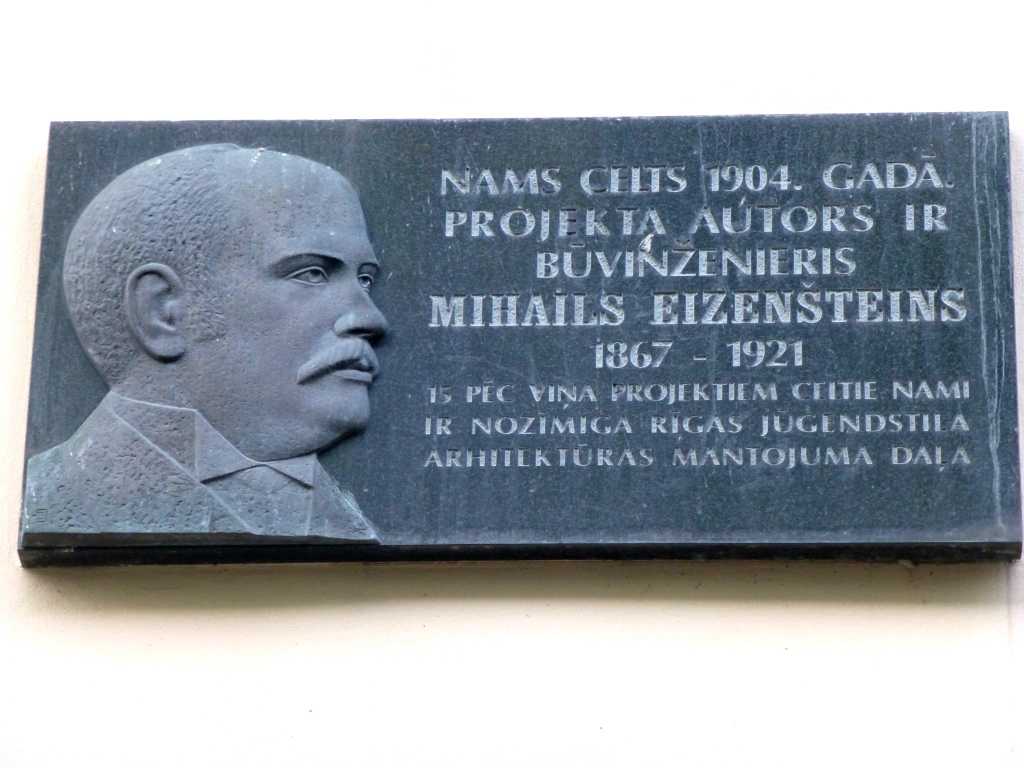 NAMS CELTS 1904. GADĀ.
PROJEKTA AUTORS IR
BŪVINŽENIERIS
MIHAILS EIZENŠTEINS
1867 - 1921
15 PĒC VIŅA PROJEKTIEM CELTIE NAMI
IR NOZĪMĪGA RĪGAS JŪGENDSTILA
ARHITEKTŪRAS MANTOJUMA DAĻA